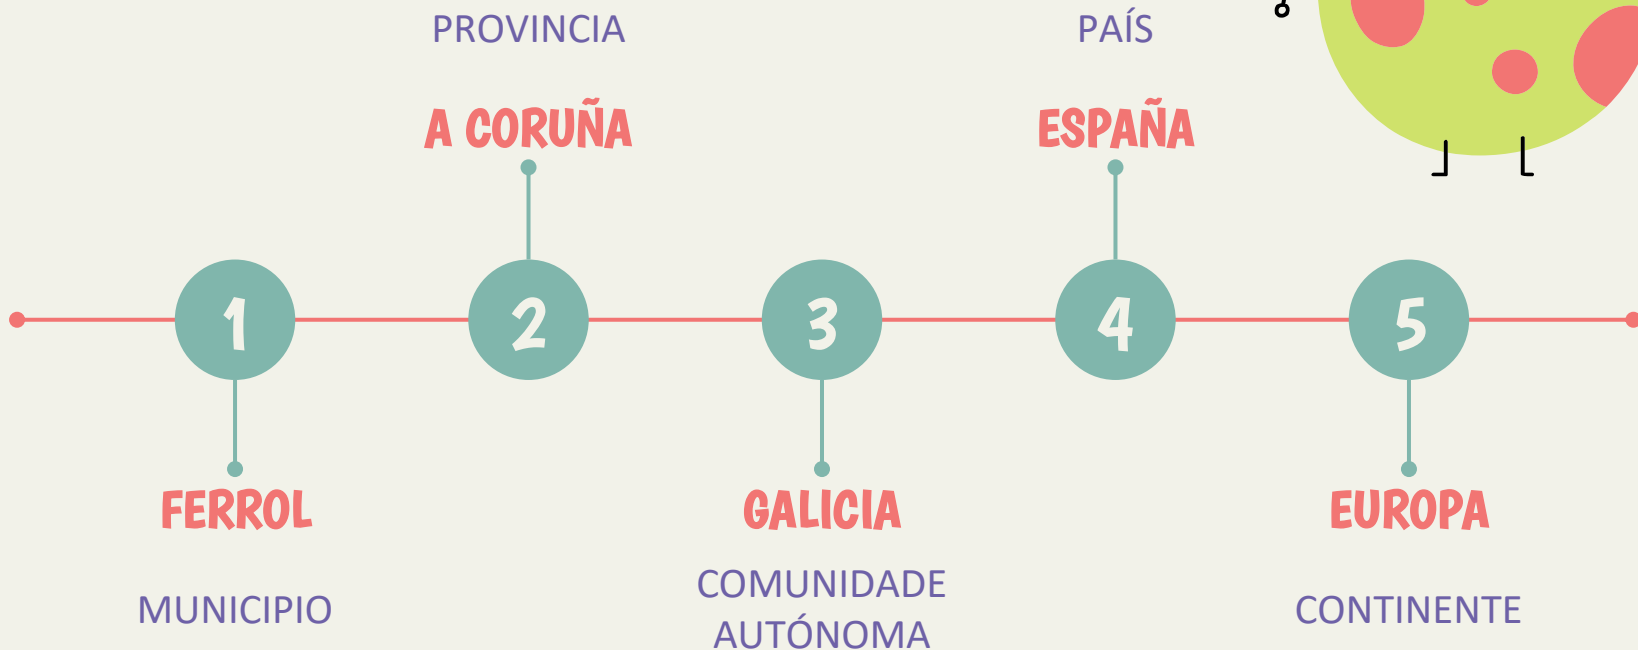 PROVINCIA
PAÍS
A CORUÑA
ESPAÑA
1
2
3
4
5
FERROL
GALICIA
EUROPA
MUNICIPIO
COMUNIDADE
AUTÓNOMA
CONTINENTE